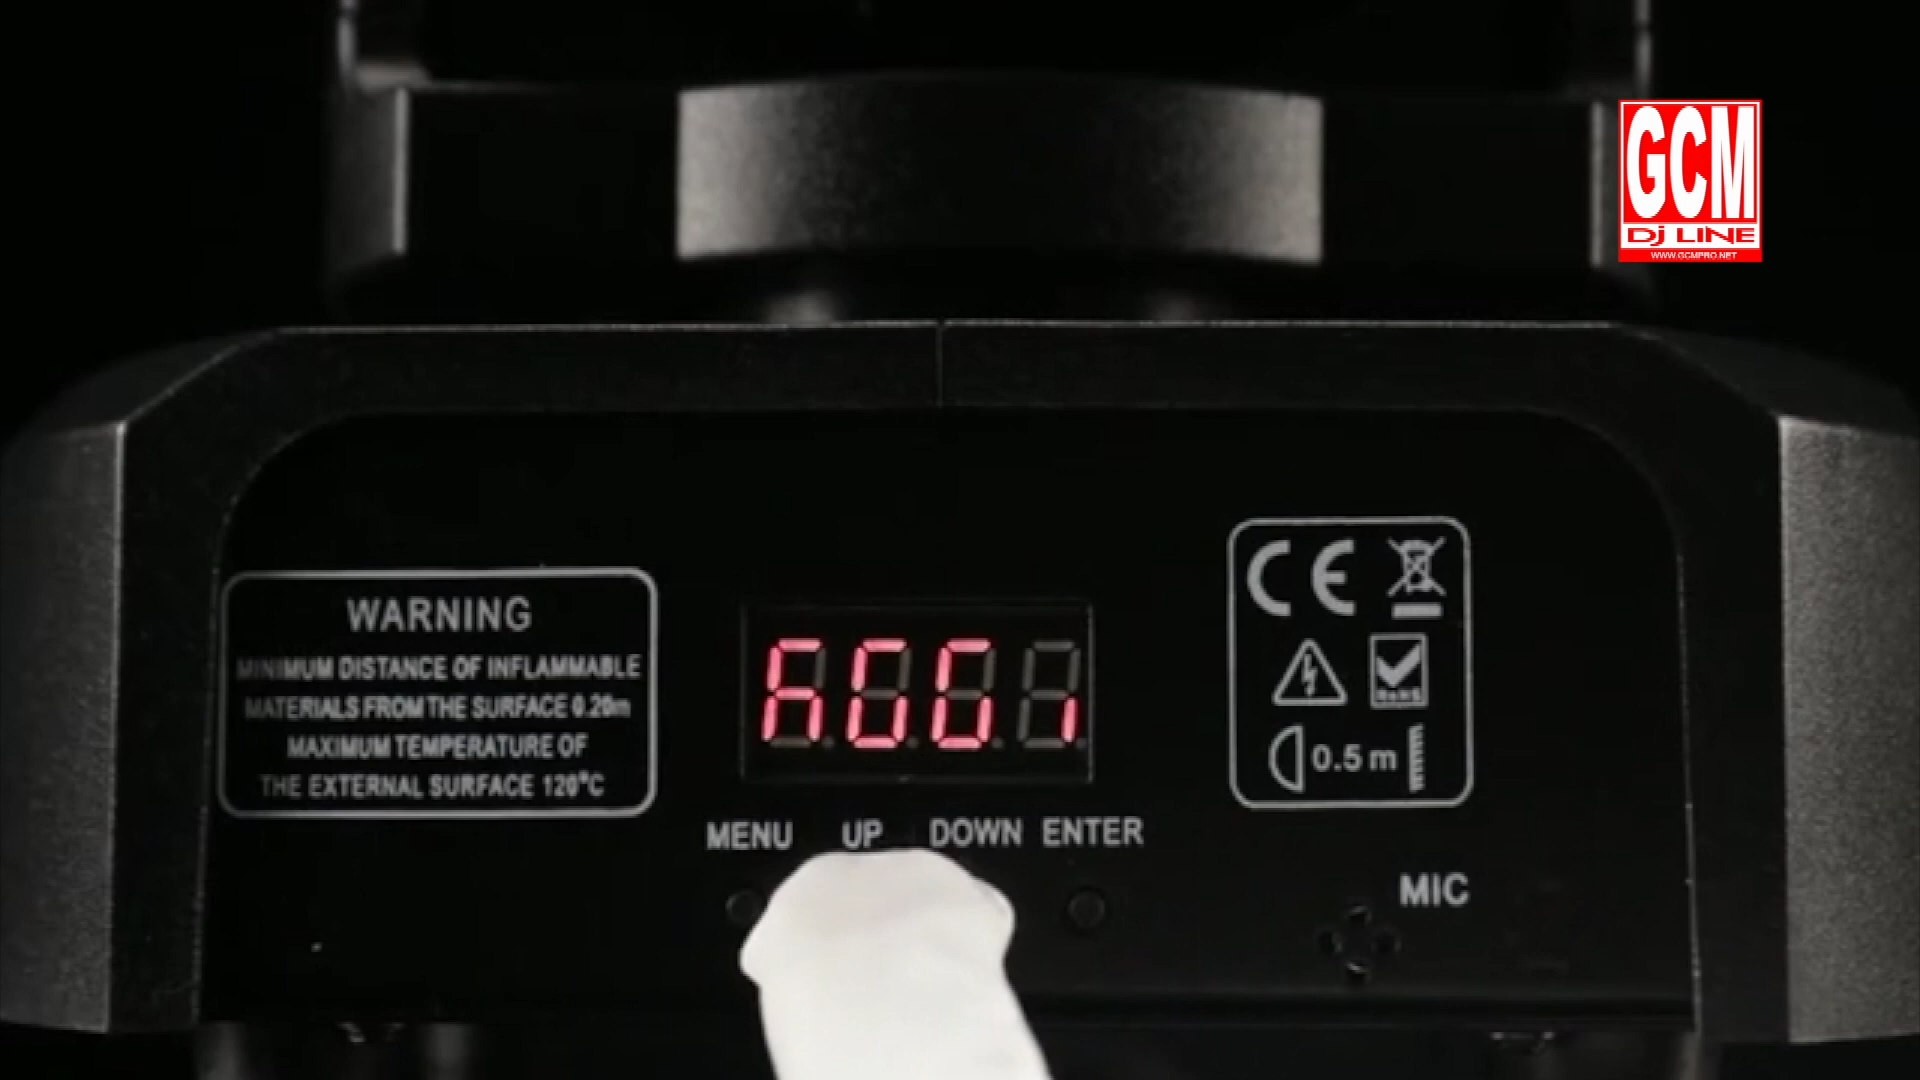 GCM
Dj LINE
WWW.GCMPRO.NET
WARNING
MINIMUM DISTANCE OF INFLAMMABLE
MATERIALS FROM THE SURFACE 0.20m
MAXIMUM TEMPERATURE OF
THE EXTERNAL SURFACE 120°C
CE
RoHS
0.5 m
MENU UP DOWN ENTER
MIC